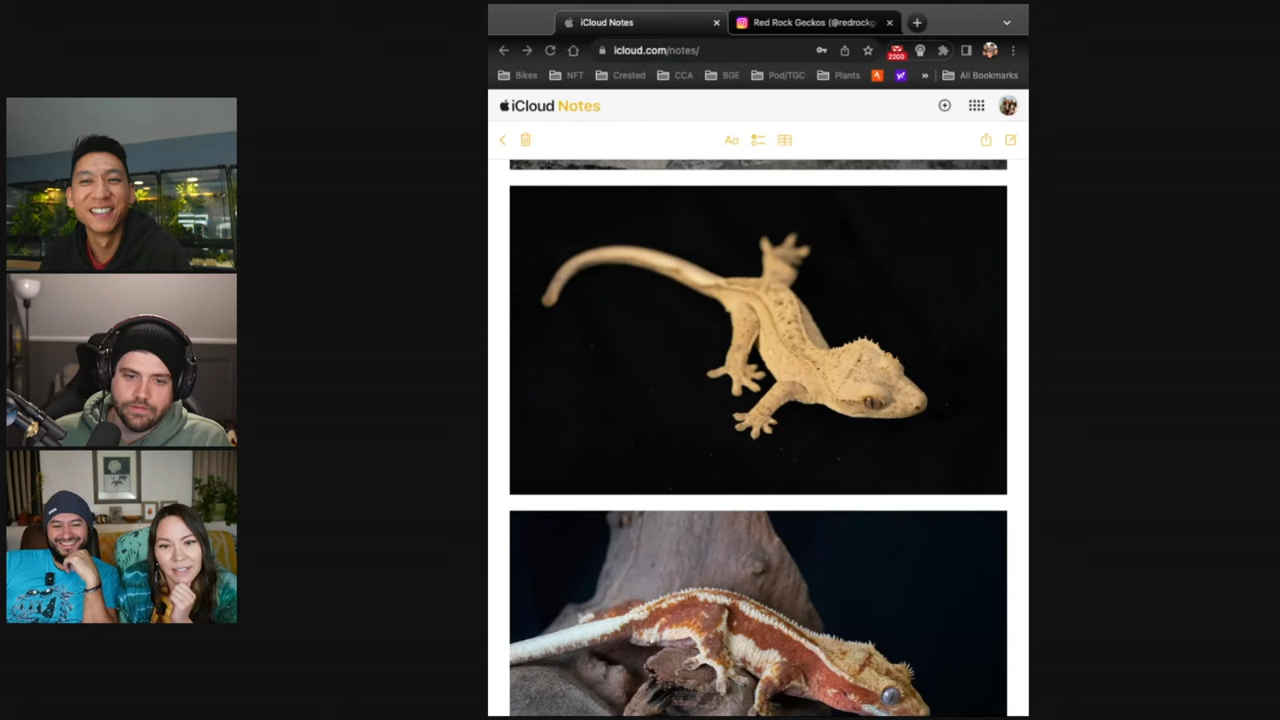 iCloud Notes
Red Rock Geckos (@redrockg
icloud.com/notes/
2200
Bikes
NFT
Crested
CCA
BGE
Pod/TGC
Plants
»
All Bookmarks
iCloud Notes
Aa